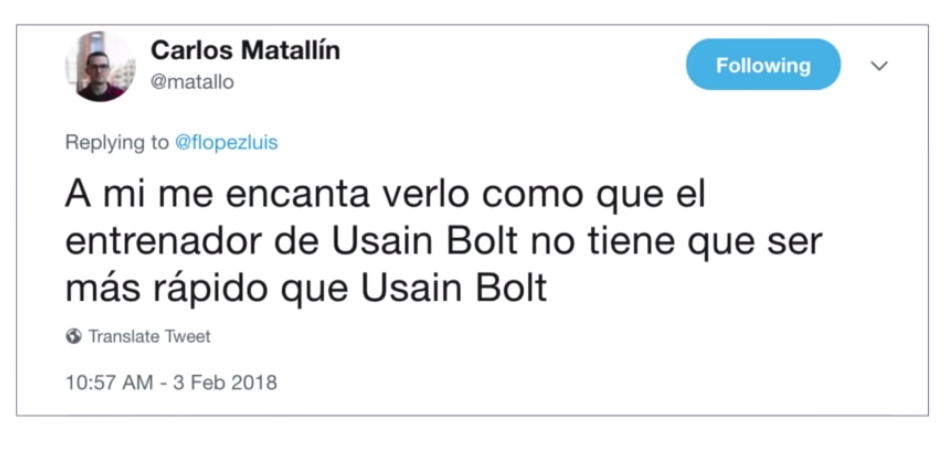 Carlos Matallín
@matallo
Following
Replying to @flopezluis
A mi me encanta verlo como que el
entrenador de Usain Bolt no tiene que ser
más rápido que Usain Bolt
Translate Tweet
10:57 AM - 3 Feb 2018